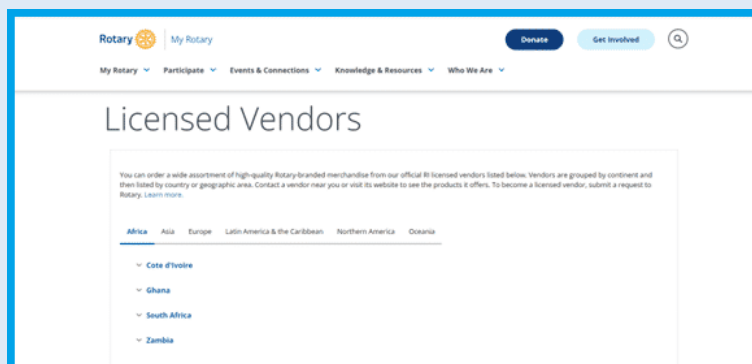 Rotary My Rotary Donate Get Involved
My Rotary Participate Events & Connections Knowledge & Resources Who We Are
Licensed Vendors
You can order a wide assortment of high-quality Rotary-branded merchandise from our official RI licensed vendors listed below. Vendors are grouped by continent and
then listed by country or geographic area. Contact a vendor near you or visit its website to see the products it offers. To become a licensed vendor, submit a request to
Rotary. Learn more.
Africa Asia Europe Latin America & the Caribbean Northern America Oceania
Cote d'Ivoire
Ghana
South Africa
Zambia